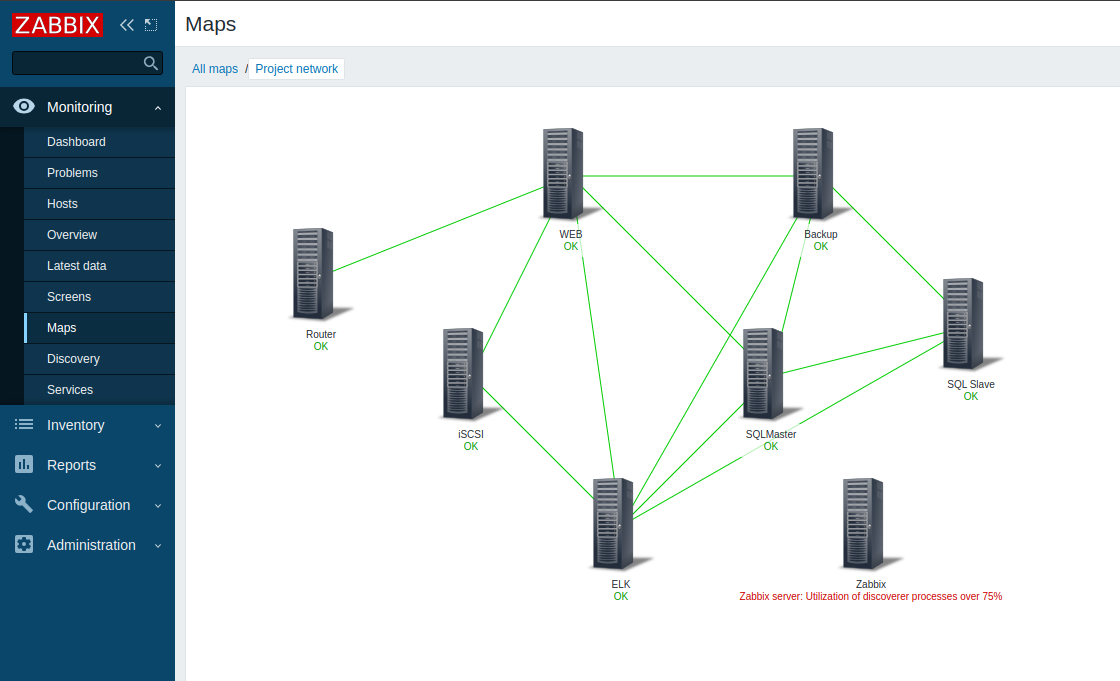 ZABBIX
Maps
All maps / Project network
Monitoring
Dashboard
Problems
Hosts
Overview
Latest data
Screens
Maps
Discovery
Services
Inventory
Reports
Configuration
Administration
WEB
OK
Backup
OK
Router
OK
SQL Slave
OK
iSCSI
OK
SQLMaster
OK
ELK
OK
Zabbix
Zabbix server: Utilization of discoverer processes over 75%